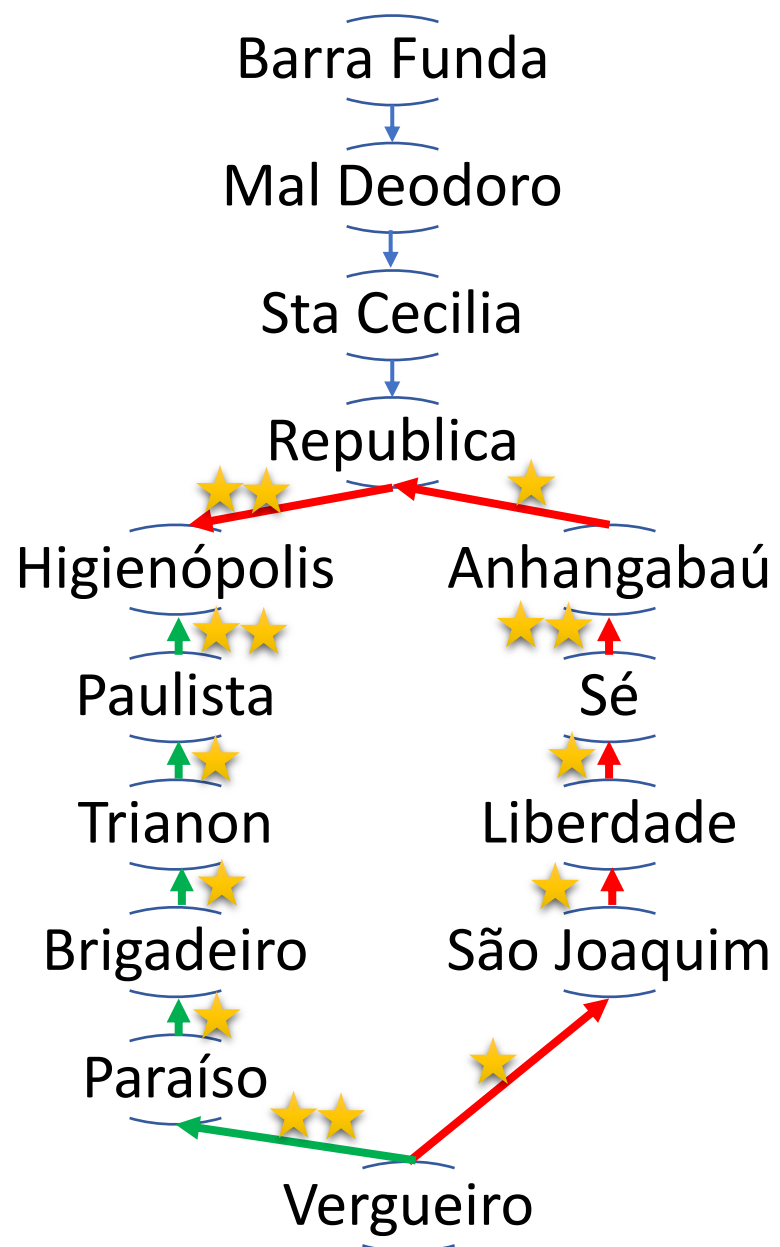 Barra Funda
Mal Deodoro
Sta Cecilia
Republica
Higienópolis
Anhangabaú
Paulista
Sé
Trianon
Liberdade
Brigadeiro
São Joaquim
Paraíso
Vergueiro